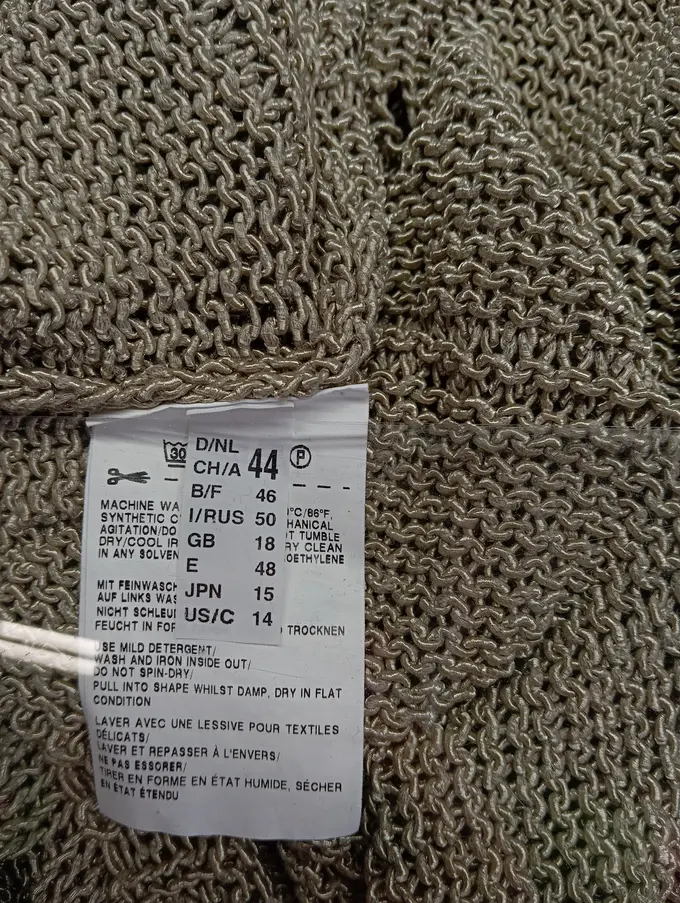 30
D/NL
CH/A 44
P
B/F 46
I/RUS 50
GB 18
E 48
JPN 15
US/C 14
MACHINE WA °C/86°F,
SYNTHETIC C HANICAL
AGITATION/DO T TUMBLE
DRY/COOL IR RY CLEAN
IN ANY SOLVEN OETHYLENE
MIT FEINWASCH
AUF LINKS WAS
NICHT SCHLEU
FEUCHT IN FOR TROCKNEN
USE MILD DETERGENT/
WASH AND IRON INSIDE OUT/
DO NOT SPIN-DRY/
PULL INTO SHAPE WHILST DAMP, DRY IN FLAT
CONDITION
LAVER AVEC UNE LESSIVE POUR TEXTILES
DÉLICATS/
LAVER ET REPASSER À L'ENVERS/
NE PAS ESSORER/
TIRER EN FORME EN ÉTAT HUMIDE, SÉCHER
EN ÉTAT ÉTENDU